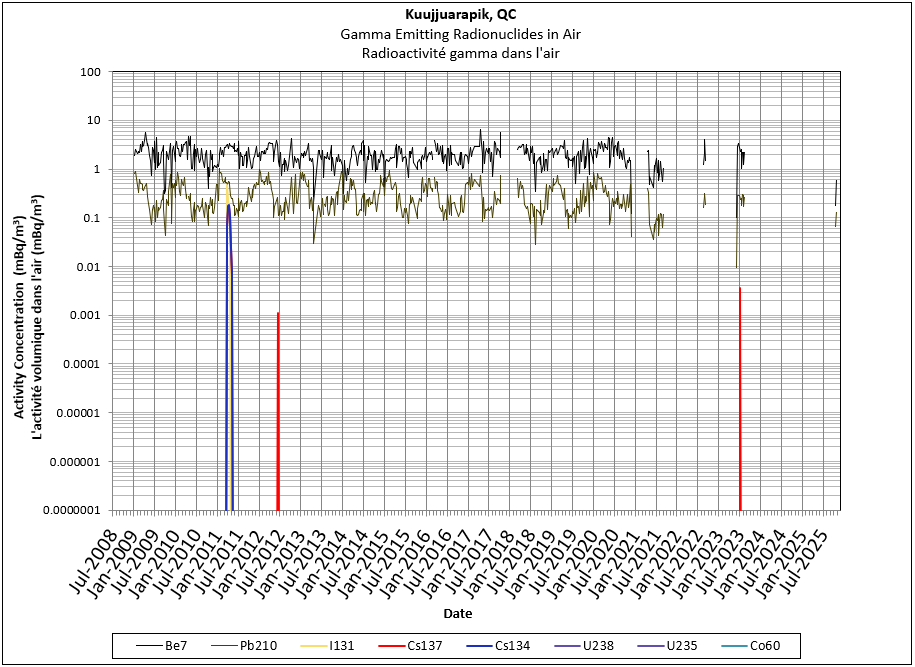 Kuujjuarapik, QC
Gamma Emitting Radionuclides in Air
Radioactivité gamma dans l'air
Activity Concentration (mBq/m³)
L'activité volumique dans l'air (mBq/m³)
100
10
1
0.1
0.01
0.001
0.0001
0.00001
0.000001
0.0000001
Jul-2008
Jan-2009
Jul-2009
Jan-2010
Jul-2010
Jan-2011
Jul-2011
Jan-2012
Jul-2012
Jan-2013
Jul-2013
Jan-2014
Jul-2014
Jan-2015
Jul-2015
Jan-2016
Jul-2016
Jan-2017
Jul-2017
Jan-2018
Jul-2018
Jan-2019
Jul-2019
Jan-2020
Jul-2020
Jan-2021
Jul-2021
Jan-2022
Jul-2022
Jan-2023
Jul-2023
Jan-2024
Jul-2024
Jan-2025
Jul-2025
Date
Be7 Pb210 I131 Cs137 Cs134 U238 U235 Co60